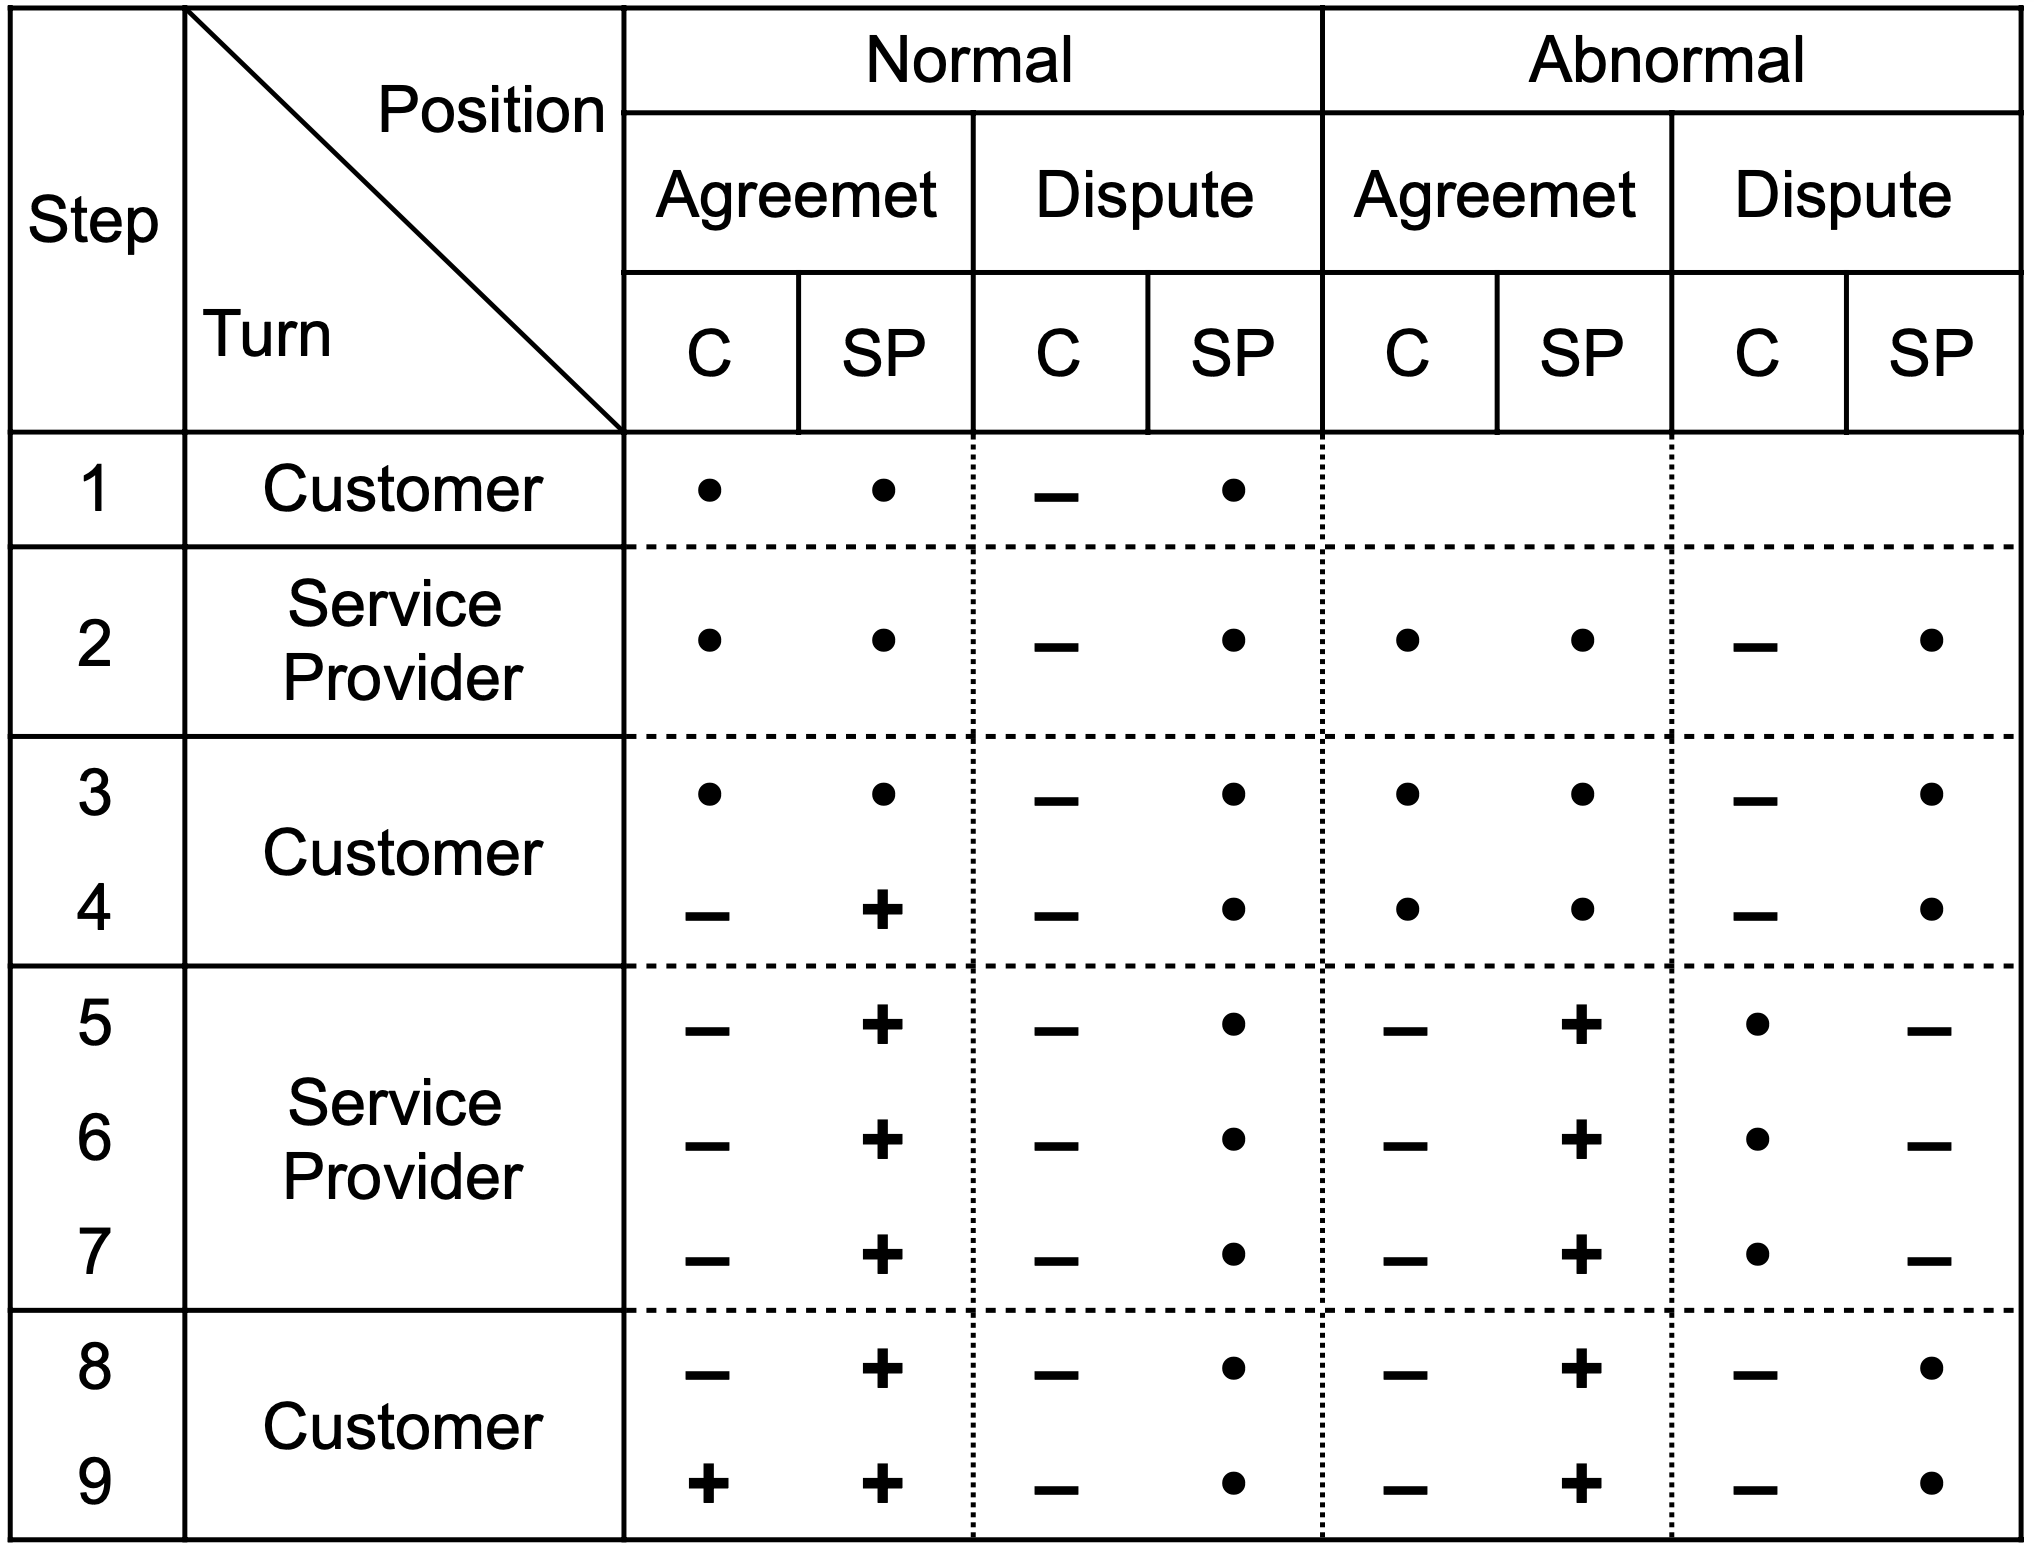 Normal Abnormal
Position
Agreemet Dispute Agreemet Dispute
Step
Turn
C SP C SP C SP C SP
1 Customer • • – •
2 Service Provider • • – • • • – •
3 Customer • • – • • • – •
4 – + – • • • – •
5 Service Provider – + – • – + • –
6 – + – • – + • –
7 – + – • – + • –
8 Customer – + – • – + – •
9 + + – • – + – •